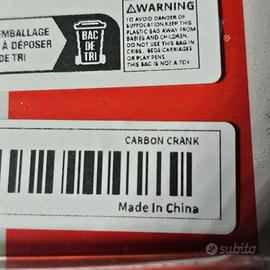 EMBALLAGE
À DÉPOSER
DE TRI
BAC
DE
TRI
⚠WARNING
TO AVOID DANGER OF
SUFFOCATION,KEEP THIS
PLASTIC BAG AWAY FROM
BABIES AND CHILDREN.
DO NOT USE THIS BAG IN
CRIBS, BEDS CARRIAGES
OR PLAY PENS.
THIS BAG IS NOT A TOY.
CARBON CRANK
Made In China
subito